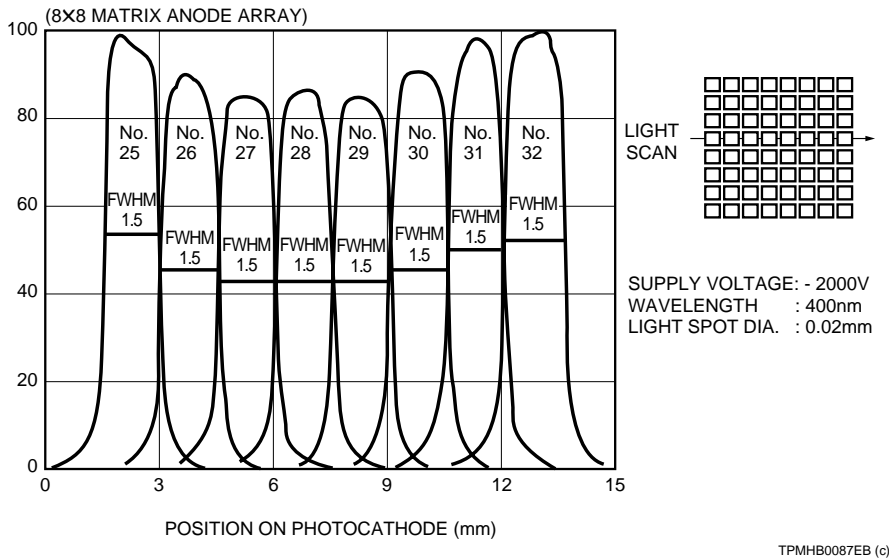 (8×8 MATRIX ANODE ARRAY)
100
80
60
40
20
0
No.
25
No.
26
No.
27
No.
28
No.
29
No.
30
No.
31
No.
32
FWHM
1.5
FWHM
1.5
FWHM
1.5
FWHM
1.5
FWHM
1.5
FWHM
1.5
FWHM
1.5
FWHM
1.5
0
3
6
9
12
15
POSITION ON PHOTOCATHODE (mm)
LIGHT
SCAN
SUPPLY VOLTAGE: - 2000V
WAVELENGTH : 400nm
LIGHT SPOT DIA. : 0.02mm
TPMHB0087EB (c)